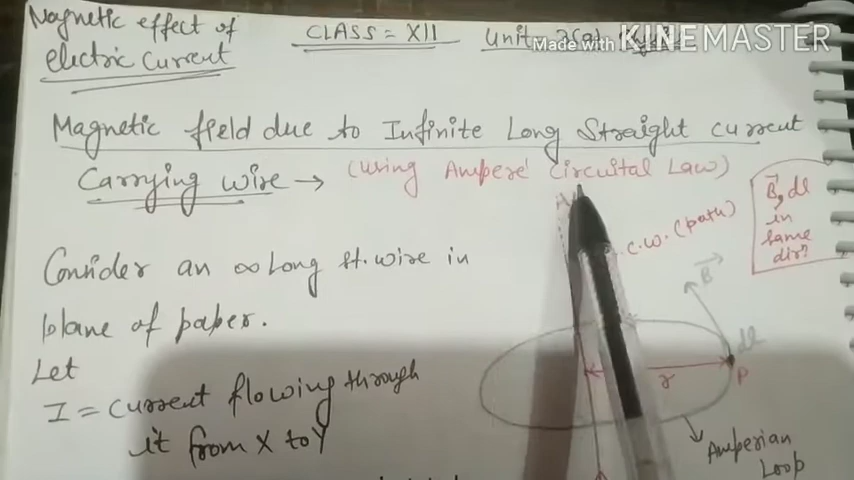 Magnetic effect of
electric current
CLASS = XII
Unit
Made with KINEMASTER
Magnetic field due to Infinite Long Straight current
Carrying wire → (using Ampere' Circuital Law)
A.C.W. (path)
B, dl
in
same
dirⁿ
Consider an ∞ Long st. wire in
plane of paper.
Let
I = current flowing through
it from X to Y
B
dl
r
P
Amperian
Loop